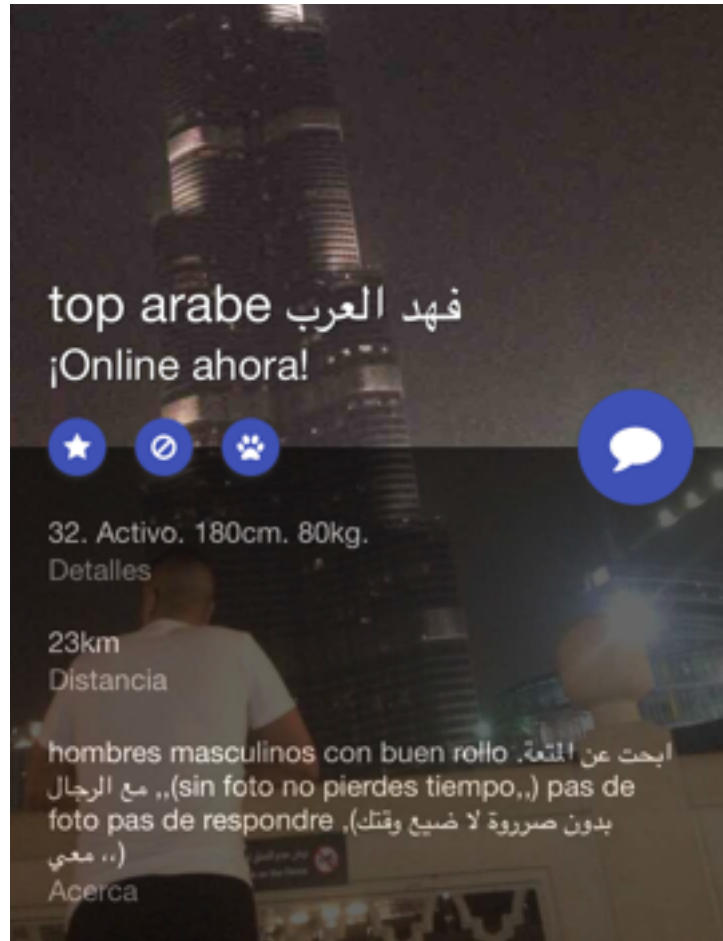 top arabe فهد العرب
¡Online ahora!
32. Activo. 180cm. 80kg.
Detalles
23km
Distancia
hombres masculinos con buen rollo .ابحت عن المتعة
مع الرجال ,,(sin foto no pierdes tiempo,,) pas de
foto pas de respondre ,(بدون صرروة لا ضيع وقتك
معي ،،)
Acerca